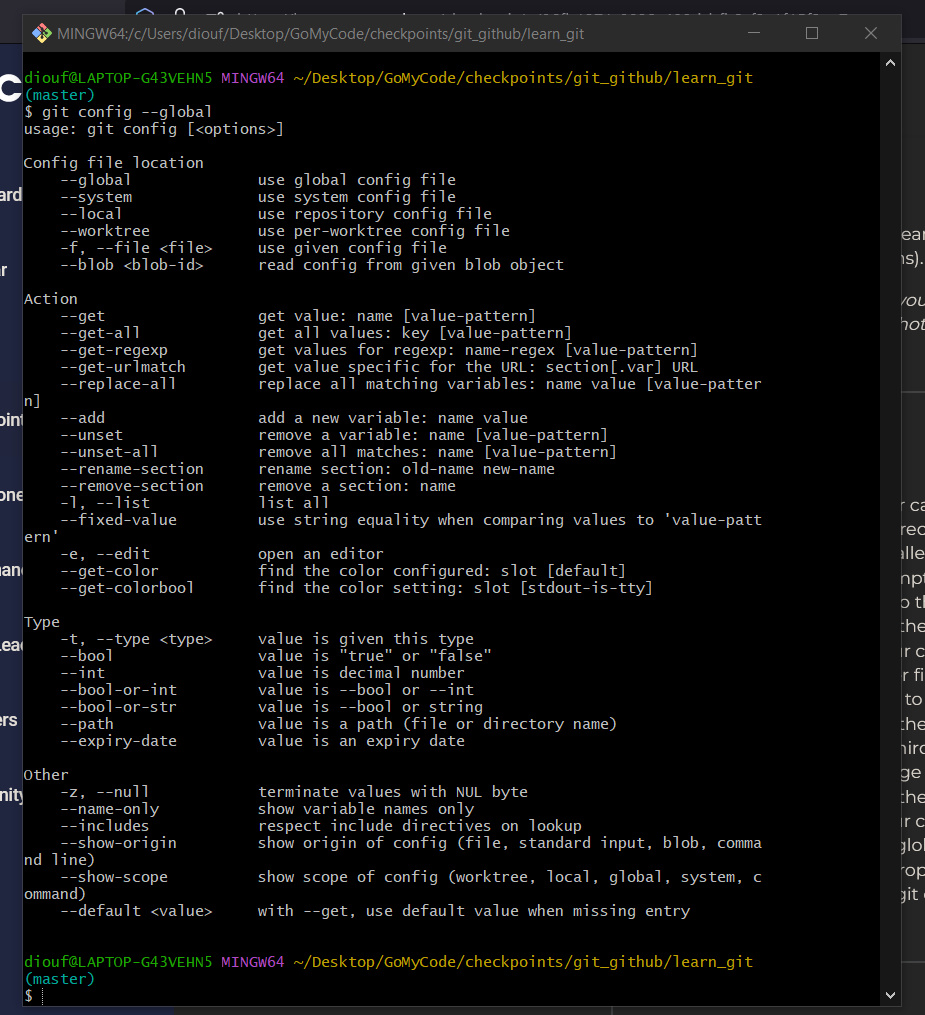 MINGW64:/c/Users/diouf/Desktop/GoMyCode/checkpoints/git_github/learn_git
diouf@LAPTOP-G43VEHN5 MINGW64 ~/Desktop/GoMyCode/checkpoints/git_github/learn_git
(master)
$ git config --global
usage: git config [<options>]
Config file location
--global use global config file
--system use system config file
--local use repository config file
--worktree use per-worktree config file
-f, --file <file> use given config file
--blob <blob-id> read config from given blob object
Action
--get get value: name [value-pattern]
--get-all get all values: key [value-pattern]
--get-regexp get values for regexp: name-regex [value-pattern]
--get-urlmatch get value specific for the URL: section[.var] URL
--replace-all replace all matching variables: name value [value-patter
n]
--add add a new variable: name value
--unset remove a variable: name [value-pattern]
--unset-all remove all matches: name [value-pattern]
--rename-section rename section: old-name new-name
--remove-section remove a section: name
-l, --list list all
--fixed-value use string equality when comparing values to 'value-patt
ern'
-e, --edit open an editor
--get-color find the color configured: slot [default]
--get-colorbool find the color setting: slot [stdout-is-tty]
Type
-t, --type <type> value is given this type
--bool value is "true" or "false"
--int value is decimal number
--bool-or-int value is --bool or --int
--bool-or-str value is --bool or string
--path value is a path (file or directory name)
--expiry-date value is an expiry date
Other
-z, --null terminate values with NUL byte
--name-only show variable names only
--includes respect include directives on lookup
--show-origin show origin of config (file, standard input, blob, comma
nd line)
--show-scope show scope of config (worktree, local, global, system, c
ommand)
--default <value> with --get, use default value when missing entry
diouf@LAPTOP-G43VEHN5 MINGW64 ~/Desktop/GoMyCode/checkpoints/git_github/learn_git
(master)
$